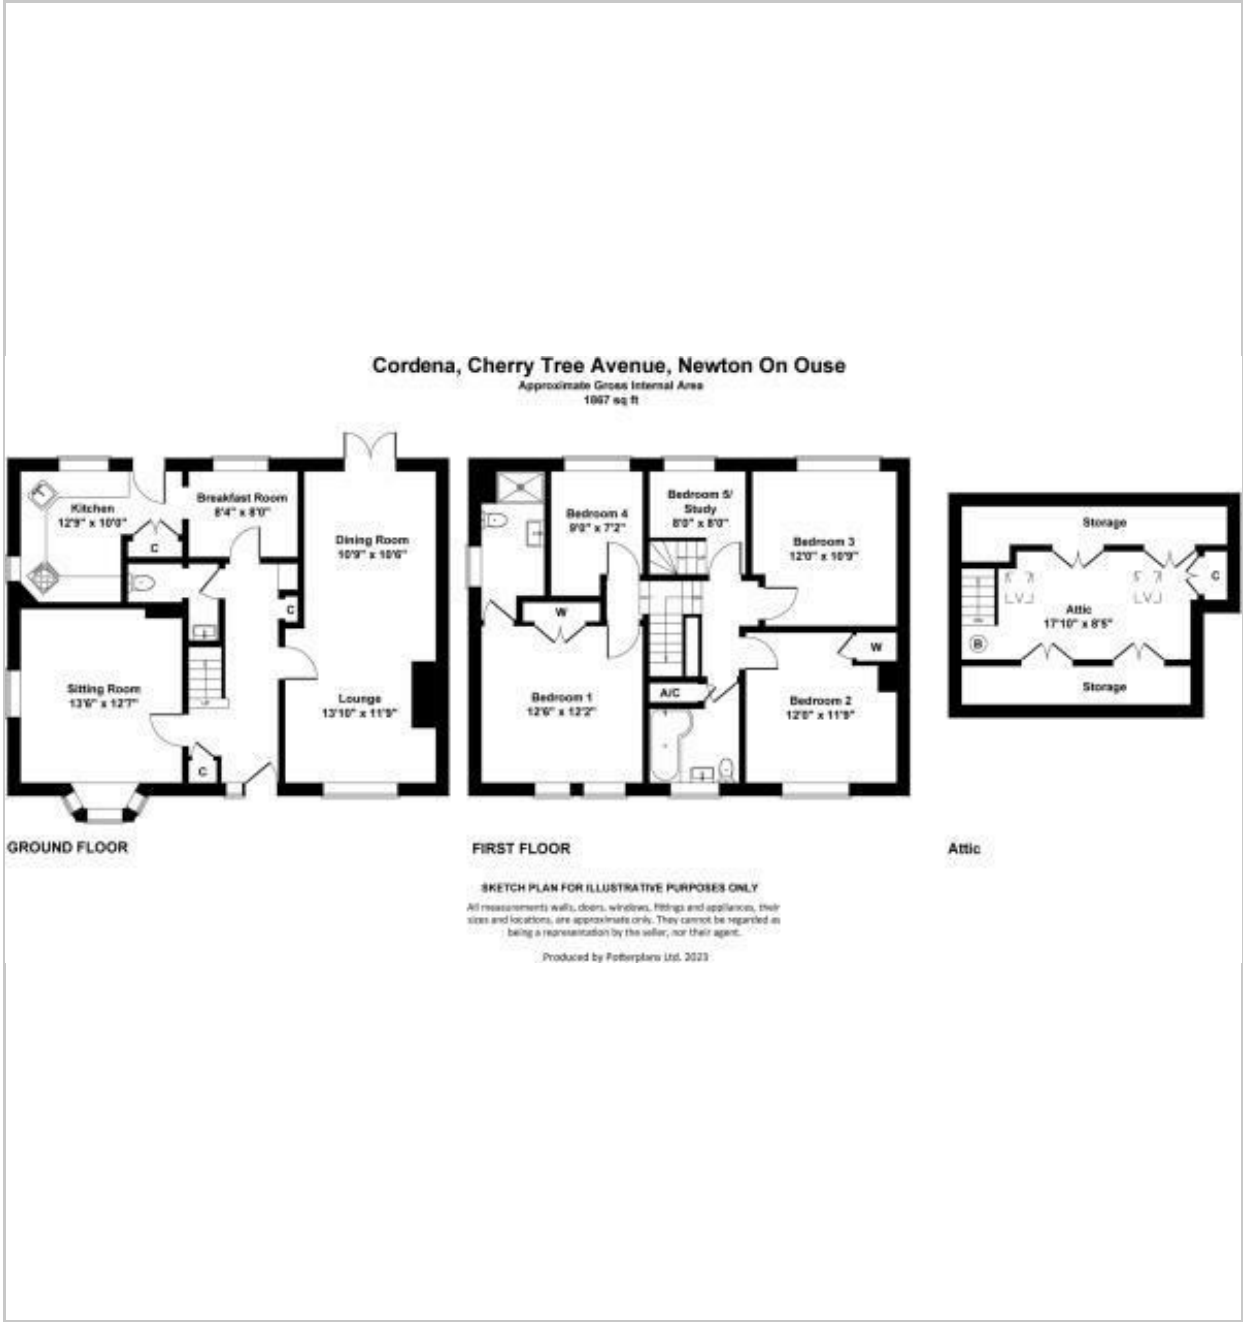 Cordena, Cherry Tree Avenue, Newton On Ouse
Approximate Gross Internal Area
1867 sq ft
Kitchen
12'9" x 10'0"
C
Breakfast Room
8'4" x 8'0"
Dining Room
10'9" x 10'6"
C
Sitting Room
13'6" x 12'7"
Lounge
13'10" x 11'9"
C
GROUND FLOOR
Bedroom 4
9'0" x 7'2"
Bedroom 5/
Study
8'0" x 8'0"
Bedroom 3
12'0" x 10'9"
W
Bedroom 1
12'6" x 12'2"
A/C
W
Bedroom 2
12'0" x 11'9"
FIRST FLOOR
Storage
C
Attic
17'10" x 8'5"
B
Storage
Attic
SKETCH PLAN FOR ILLUSTRATIVE PURPOSES ONLY
All measurements walls, doors, windows, fittings and appliances, their
sizes and locations, are approximate only. They cannot be regarded as
being a representation by the seller, nor their agent.
Produced by Potterplans Ltd. 2023